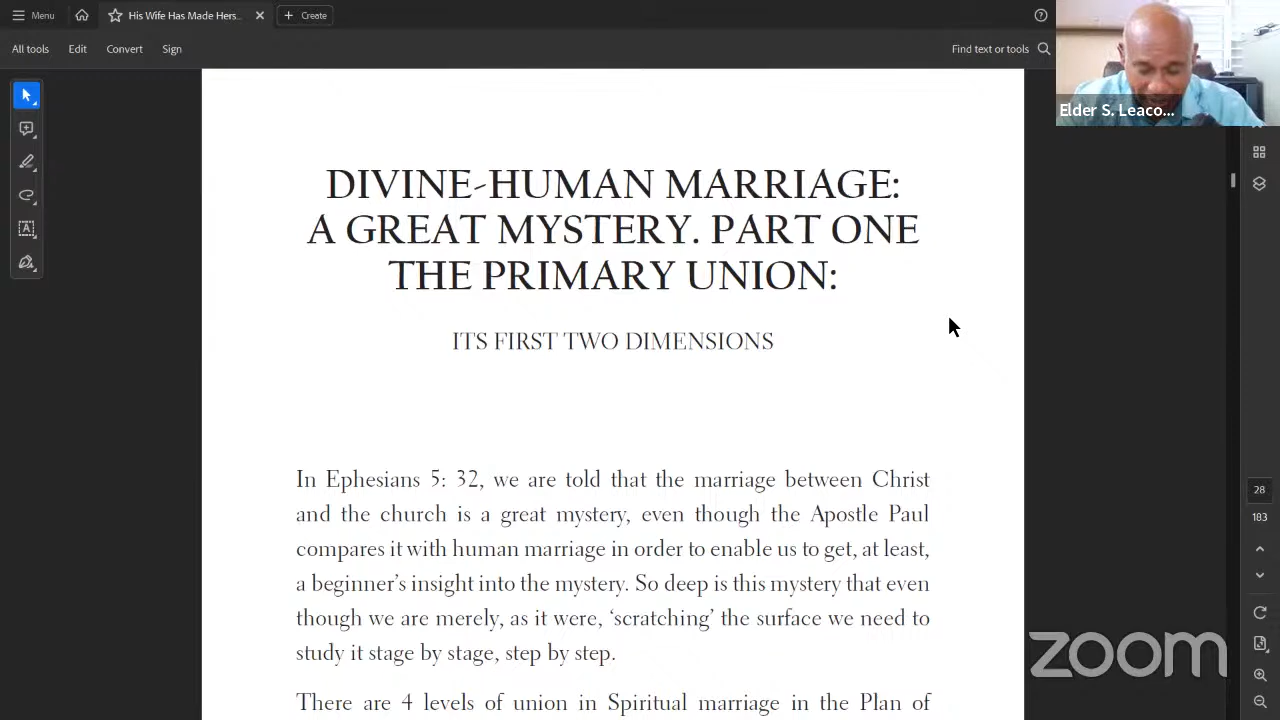 Menu
His Wife Has Made Hers..
Create
All tools
Edit
Convert
Sign
Find text or tools
Elder S. Leaco...
DIVINE-HUMAN MARRIAGE:
A GREAT MYSTERY. PART ONE
THE PRIMARY UNION:
ITS FIRST TWO DIMENSIONS
In Ephesians 5: 32, we are told that the marriage between Christ
and the church is a great mystery, even though the Apostle Paul
compares it with human marriage in order to enable us to get, at least,
a beginner's insight into the mystery. So deep is this mystery that even
though we are merely, as it were, 'scratching' the surface we need to
study it stage by stage, step by step.
There are 4 levels of union in Spiritual marriage in the Plan of
28
183
zoom